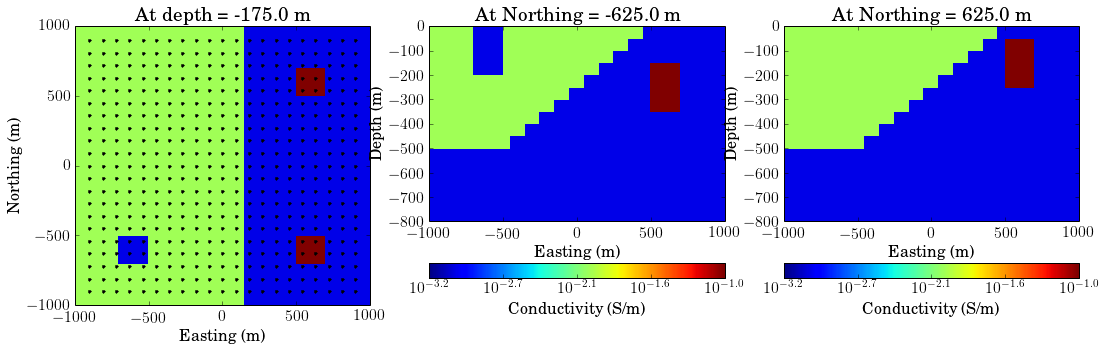 At depth = -175.0 m
At Northing = -625.0 m
At Northing = 625.0 m
1000
500
0
−500
−1000
Northing (m)
−1000 −500 0 500 1000
Easting (m)
0
−100
−200
−300
−400
−500
−600
−700
−800
Depth (m)
−1000 −500 0 500 1000
Easting (m)
10^−3.2 10^−2.7 10^−2.1 10^−1.6 10^−1.0
Conductivity (S/m)
0
−100
−200
−300
−400
−500
−600
−700
−800
Depth (m)
−1000 −500 0 500 1000
Easting (m)
10^−3.2 10^−2.7 10^−2.1 10^−1.6 10^−1.0
Conductivity (S/m)